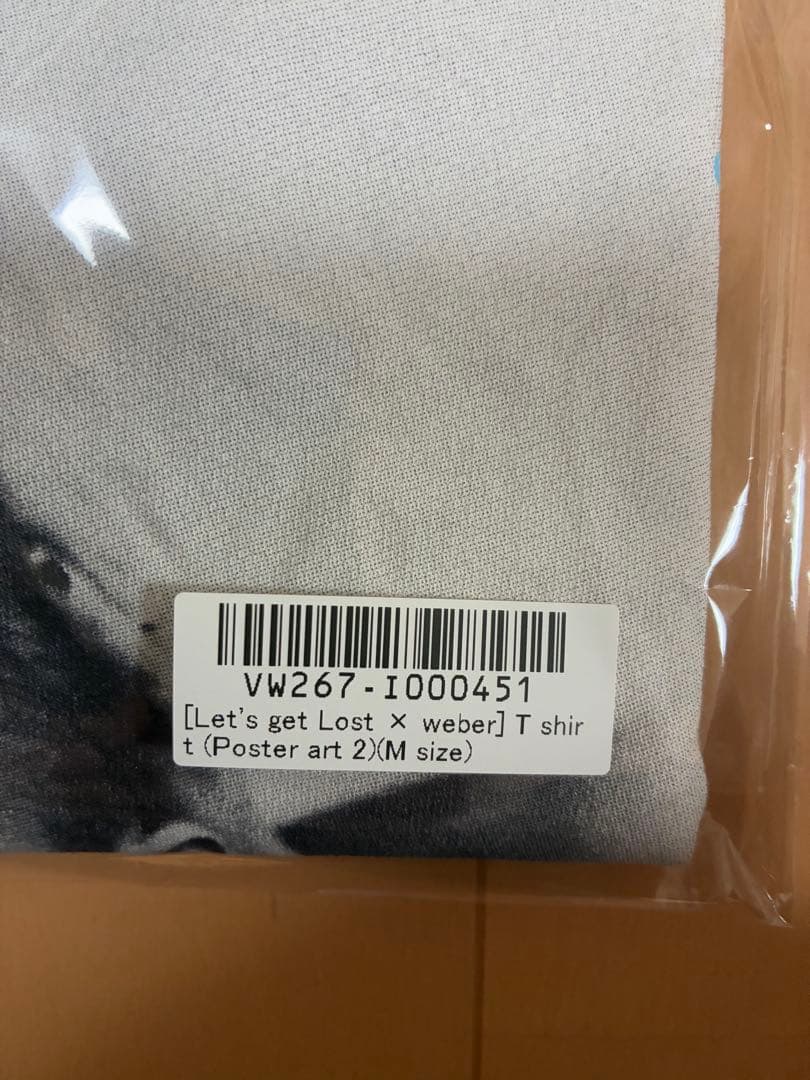 VW267-I000451
[Let's get Lost × weber] T shir
t (Poster art 2)(M size)